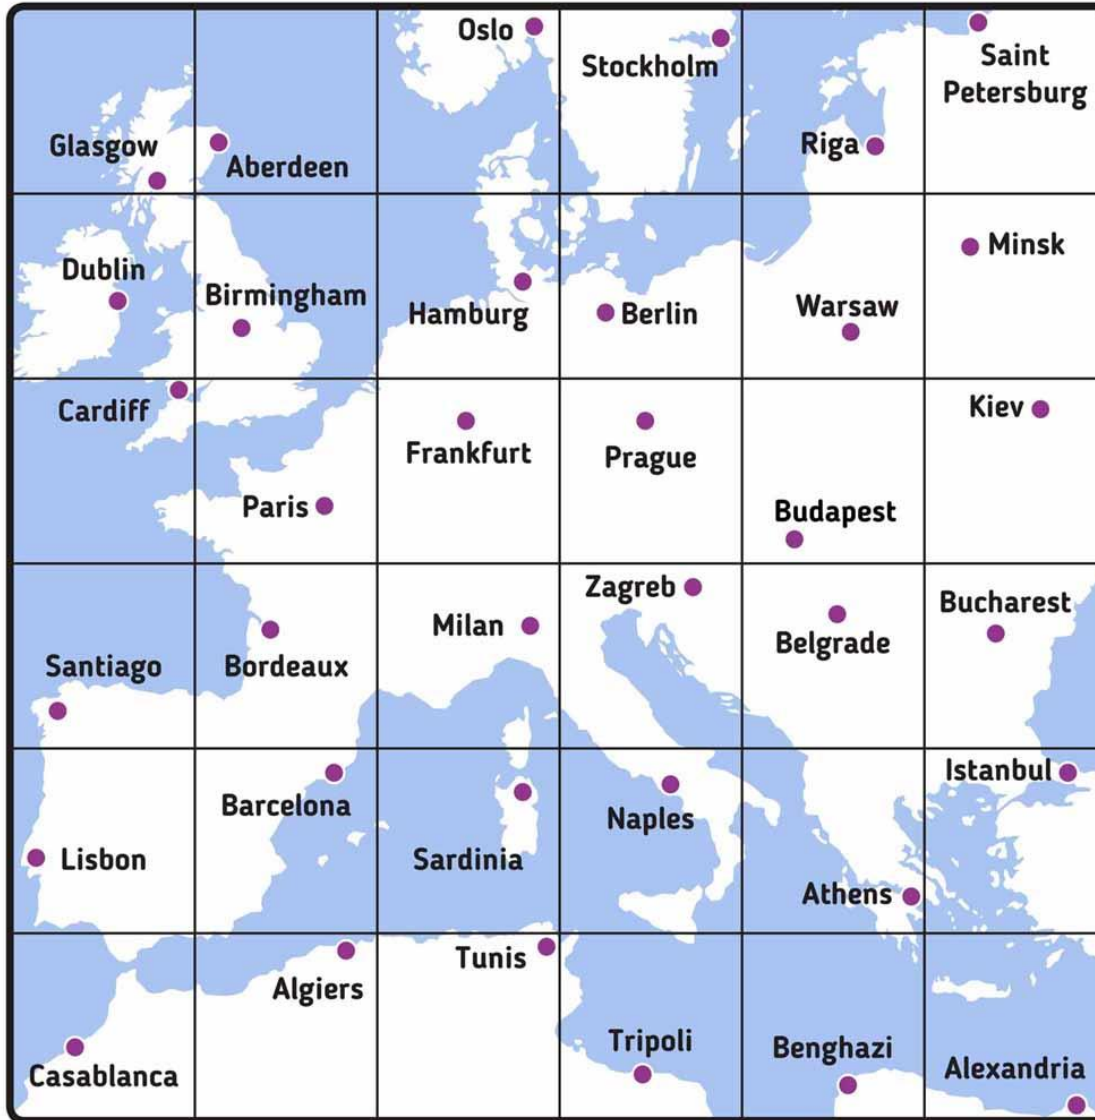 Oslo
Stockholm
Saint
Petersburg
Glasgow
Aberdeen
Riga
Dublin
Birmingham
Hamburg
Berlin
Warsaw
Minsk
Cardiff
Paris
Frankfurt
Prague
Budapest
Kiev
Santiago
Bordeaux
Milan
Zagreb
Belgrade
Bucharest
Lisbon
Barcelona
Sardinia
Naples
Athens
Istanbul
Casablanca
Algiers
Tunis
Tripoli
Benghazi
Alexandria